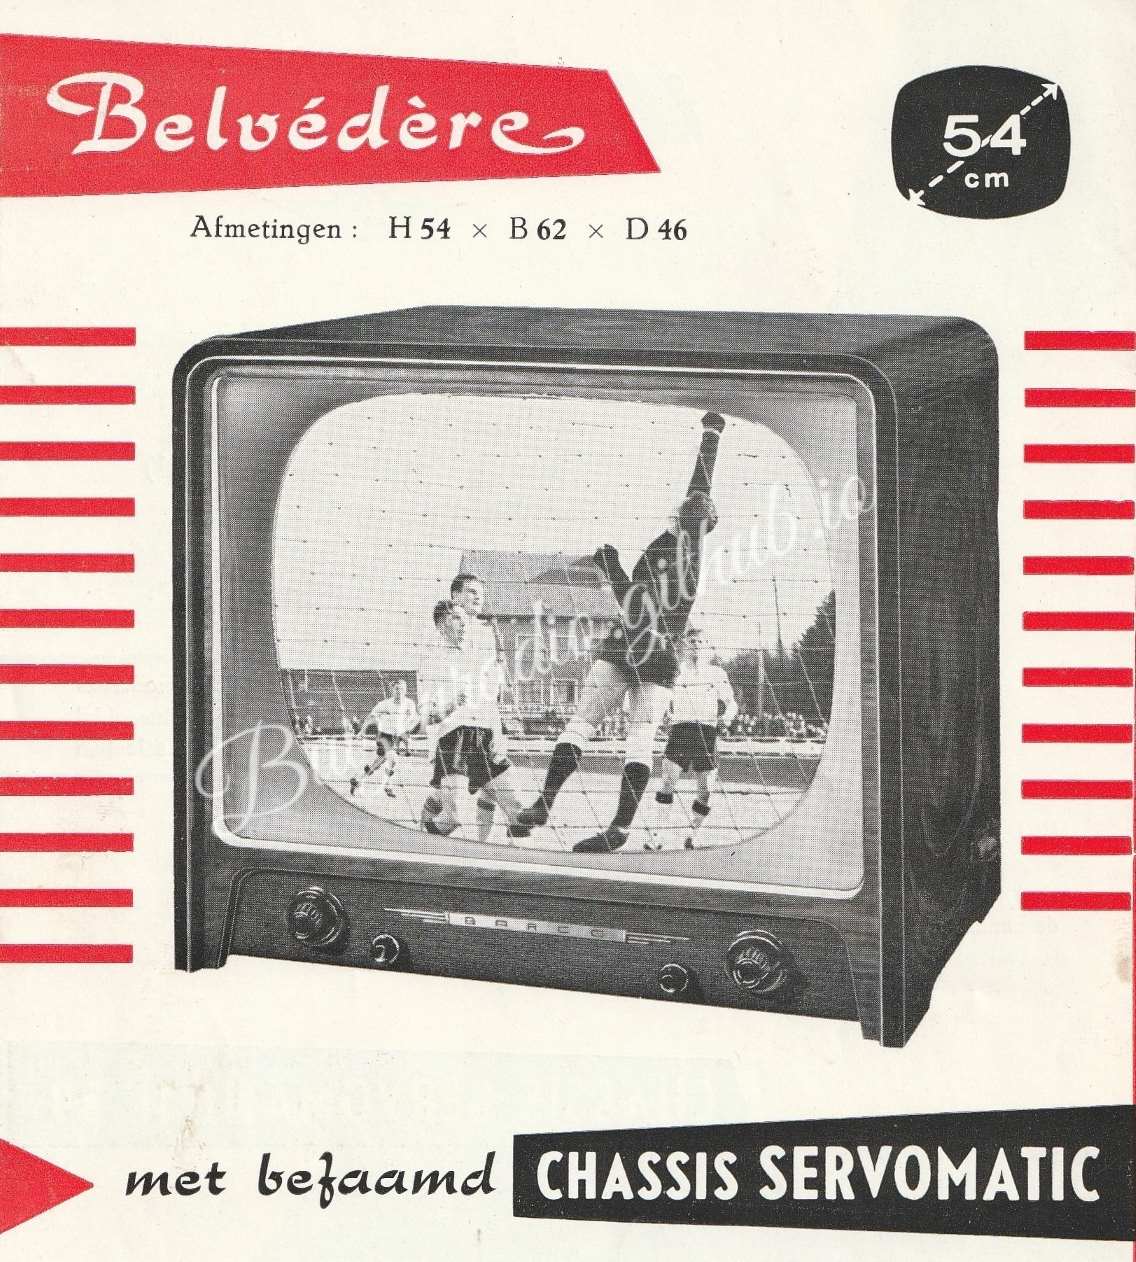 Belvédère
54
cm
Afmetingen : H 54 × B 62 × D 46
BARCO
met befaamd CHASSIS SERVOMATIC